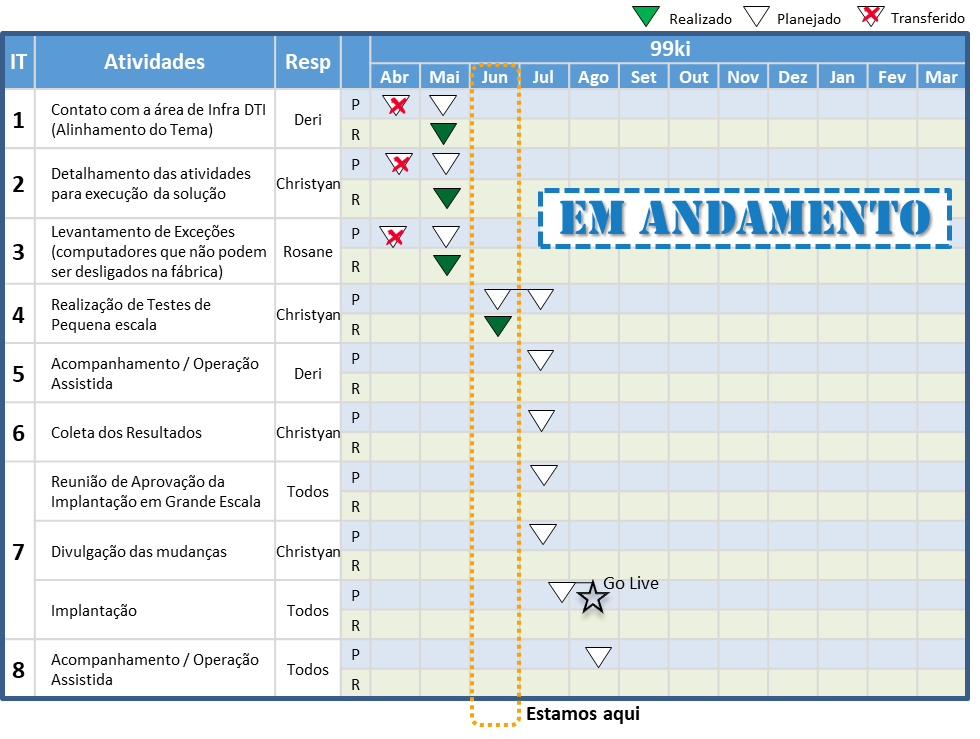 Realizado Planejado Transferido
IT Atividades Resp 99ki
Abr Mai Jun Jul Ago Set Out Nov Dez Jan Fev Mar
1 Contato com a área de Infra DTI
(Alinhamento do Tema)
Deri
P
R
2 Detalhamento das atividades
para execução da solução
Christyan
P
R
EM ANDAMENTO
3 Levantamento de Exceções
(computadores que não podem
ser desligados na fábrica)
Rosane
P
R
4 Realização de Testes de
Pequena escala
Christyan
P
R
5 Acompanhamento / Operação
Assistida
Deri
P
R
6 Coleta dos Resultados
Christyan
P
R
7 Reunião de Aprovação da
Implantação em Grande Escala
Todos
P
R
Divulgação das mudanças
Christyan
P
R
Implantação
Todos
P
Go Live
R
8 Acompanhamento / Operação
Assistida
Todos
P
R
Estamos aqui